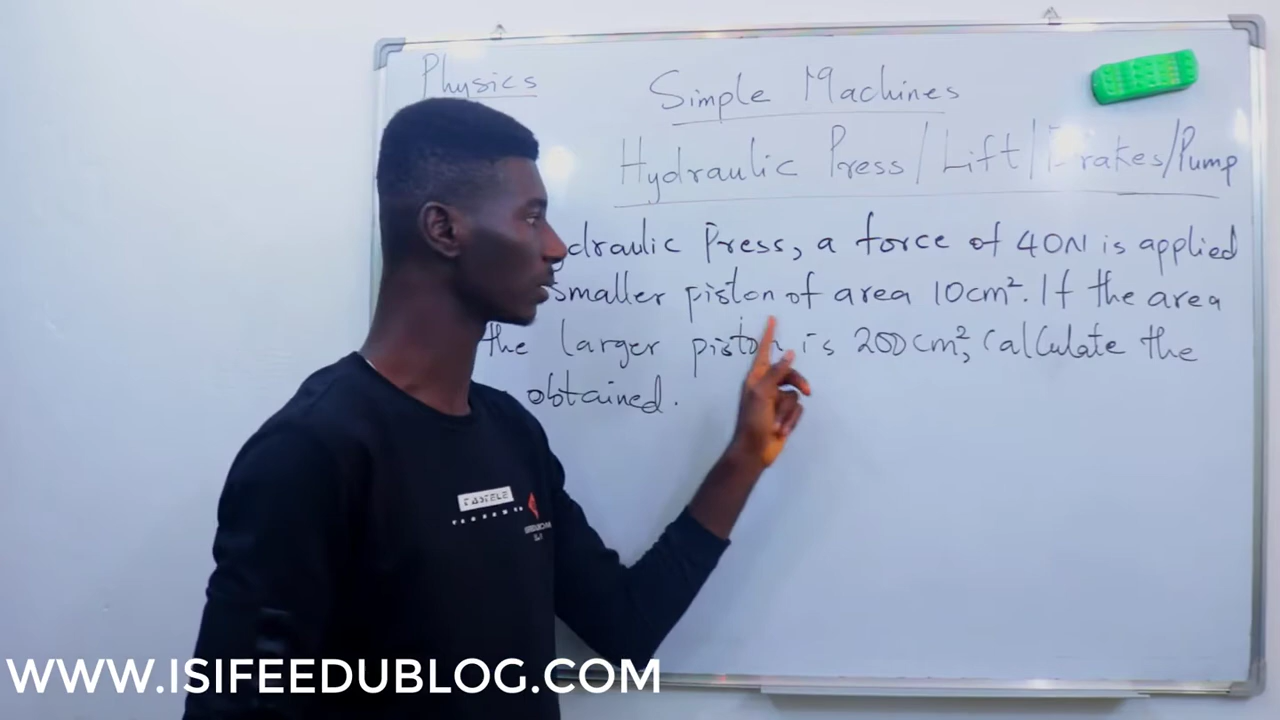 Physics
Simple Machines
Hydraulic Press/Lift/Brakes/Pump
draulic Press, a force of 40N is applied
smaller piston of area 10cm². If the area
the larger piston is 200cm², Calculate the
obtained.
TASTELE
WWW.ISIFEEDUBLOG.COM